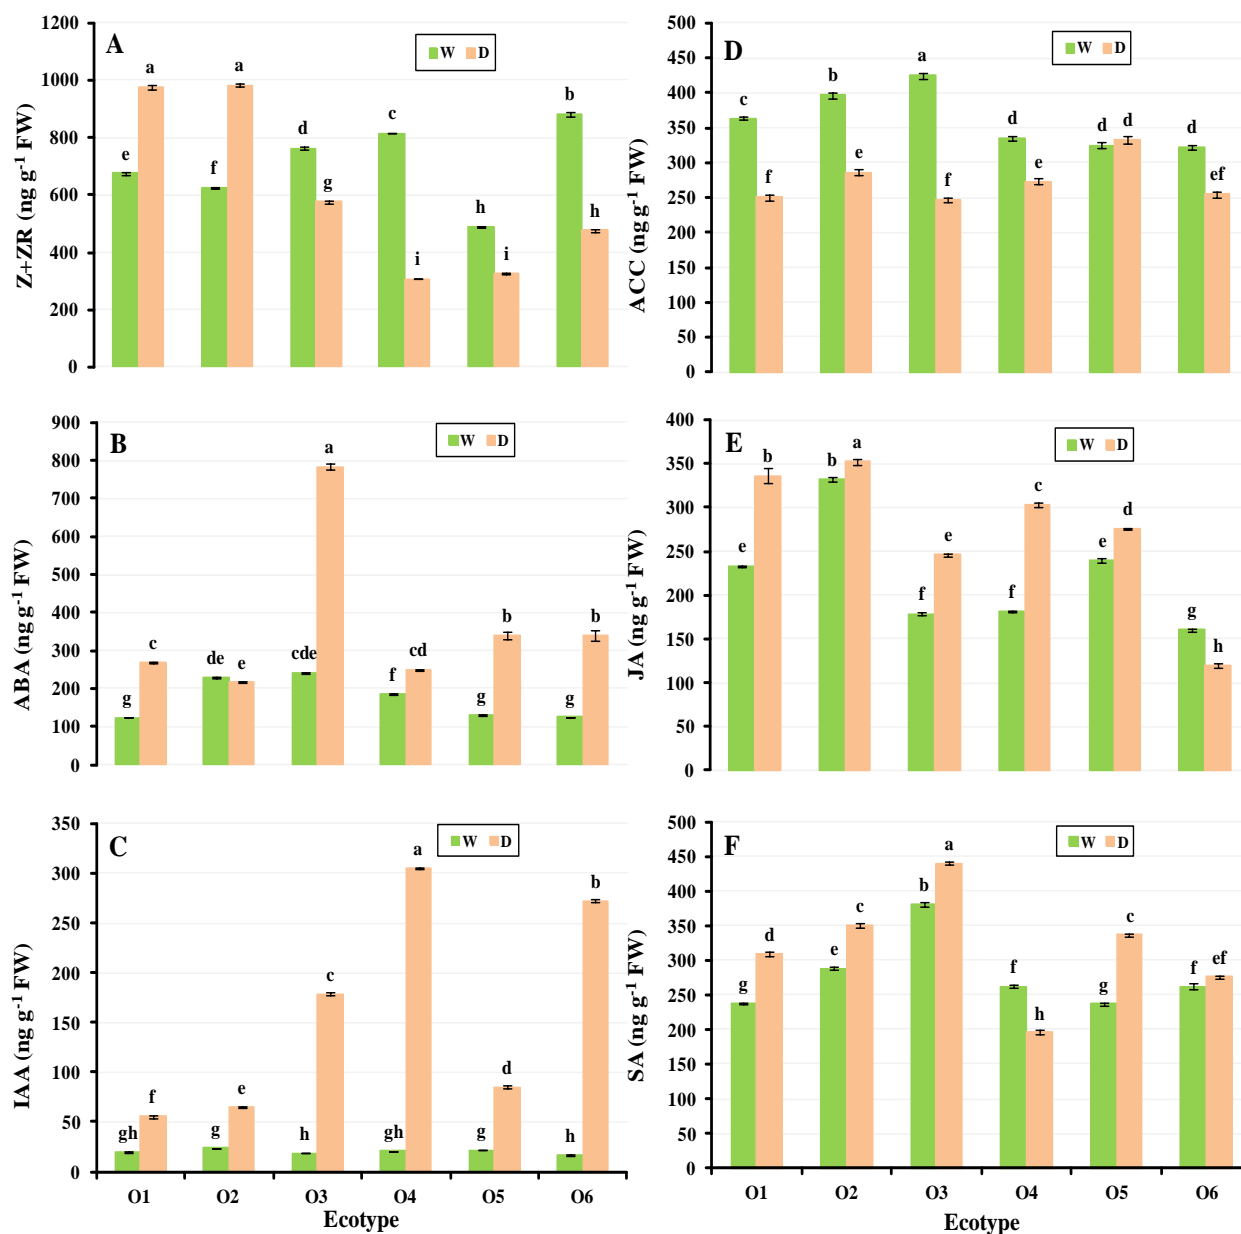 A
W D
Z+ZR (ng g-1 FW)
1200
1000
800
600
400
200
0
e a f a d g c i h i b h
B
W D
ABA (ng g-1 FW)
900
800
700
600
500
400
300
200
100
0
g c de e cde a f cd g b g b
C
W D
IAA (ng g-1 FW)
350
300
250
200
150
100
50
0
gh f g e h c gh a g d h b
O1 O2 O3 O4 O5 O6
Ecotype
D
W D
ACC (ng g-1 FW)
500
450
400
350
300
250
200
150
100
50
0
c f b e a f d e d d d ef
E
W D
JA (ng g-1 FW)
400
350
300
250
200
150
100
50
0
e b b a f e f c e d g h
F
W D
SA (ng g-1 FW)
500
450
400
350
300
250
200
150
100
50
0
g d e c b a f h g c f ef
O1 O2 O3 O4 O5 O6
Ecotype